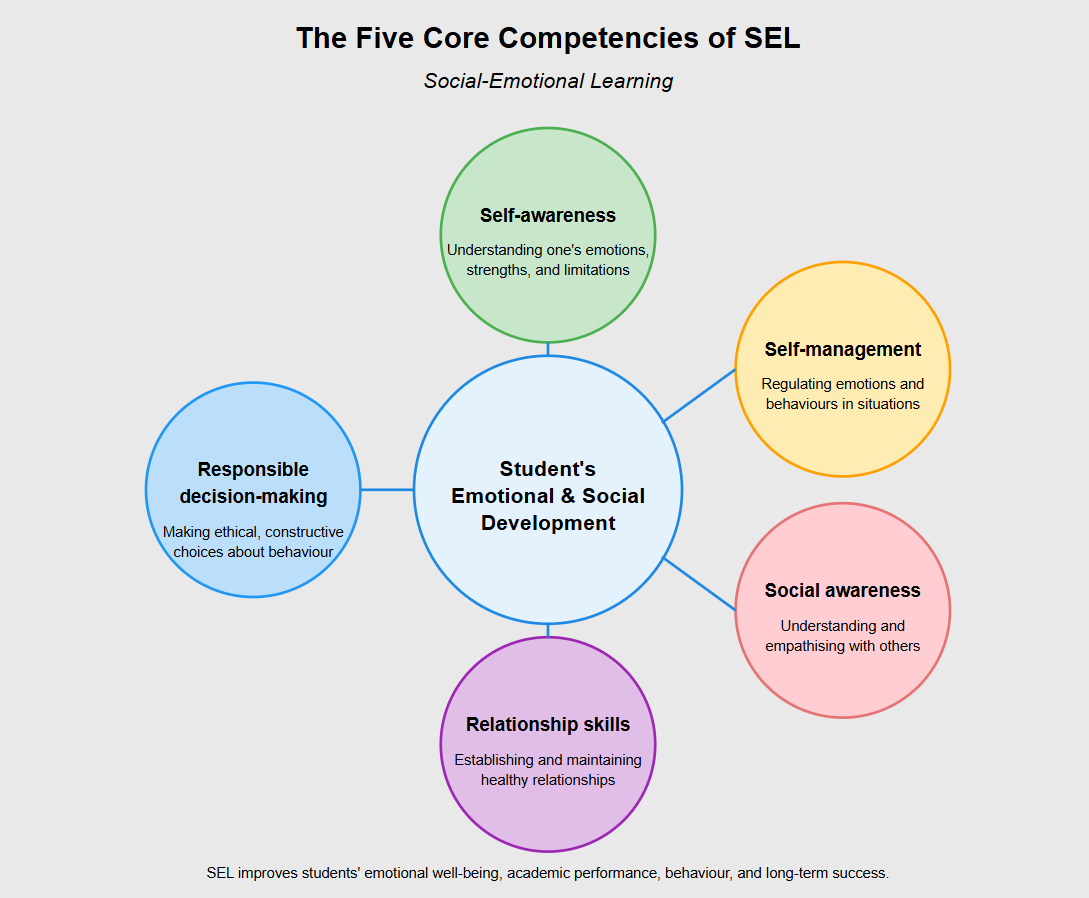 The Five Core Competencies of SEL
Social-Emotional Learning
Self-awareness
Understanding one's emotions,
strengths, and limitations
Self-management
Regulating emotions and
behaviours in situations
Responsible
decision-making
Making ethical, constructive
choices about behaviour
Student's
Emotional & Social
Development
Social awareness
Understanding and
empathising with others
Relationship skills
Establishing and maintaining
healthy relationships
SEL improves students' emotional well-being, academic performance, behaviour, and long-term success.